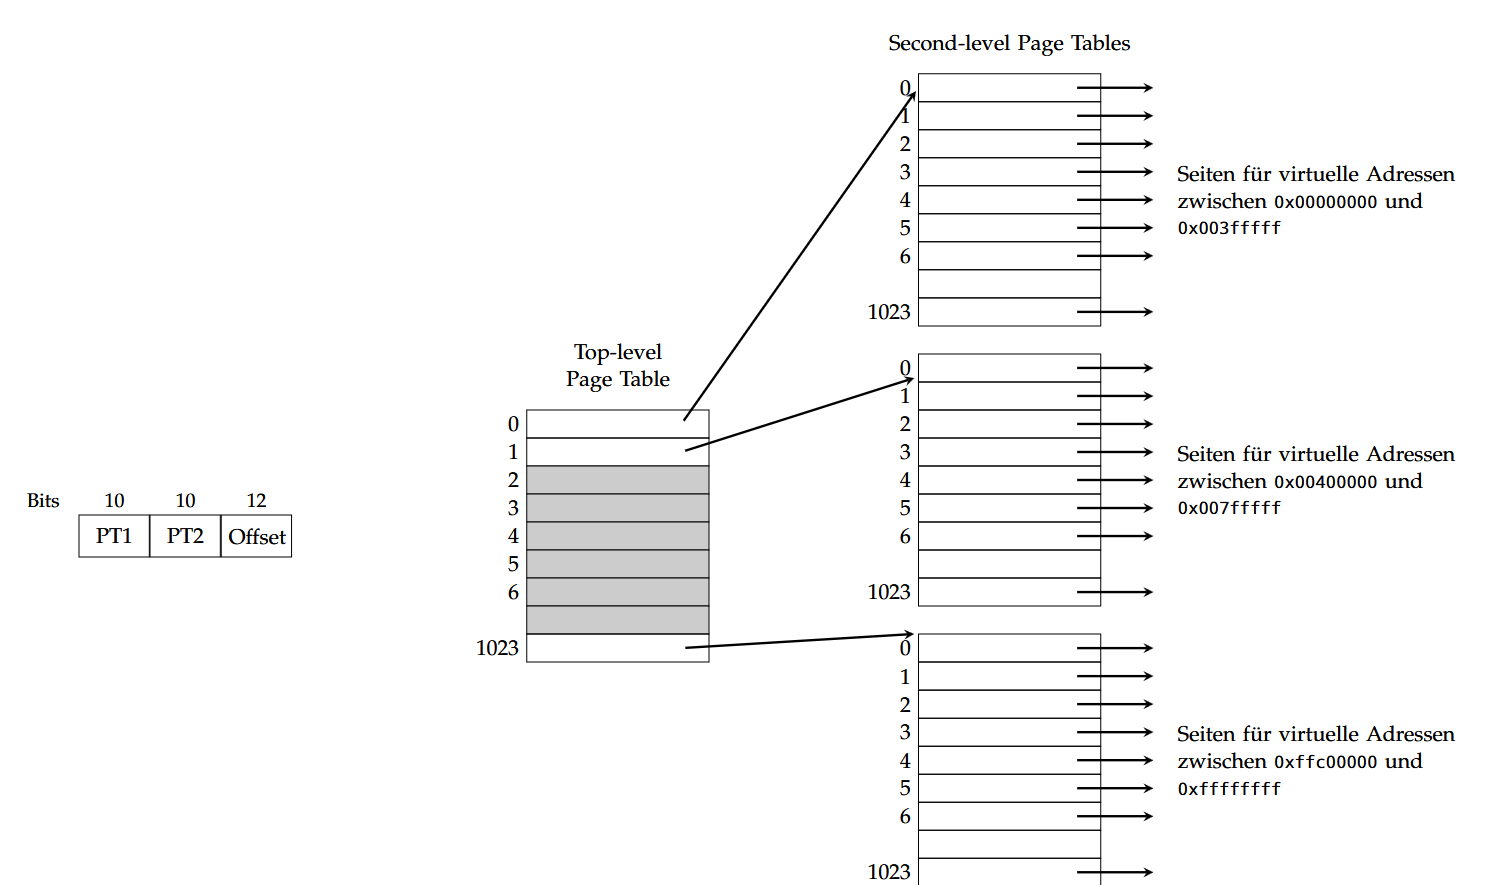 Second-level Page Tables
0
1
2
3
4
5
6
1023
Seiten für virtuelle Adressen
zwischen 0x00000000 und
0x003fffff
Top-level
Page Table
0
1
2
3
4
5
6
1023
Bits 10 10 12
PT1 PT2 Offset
0
1
2
3
4
5
6
1023
Seiten für virtuelle Adressen
zwischen 0x00400000 und
0x007fffff
0
1
2
3
4
5
6
1023
Seiten für virtuelle Adressen
zwischen 0xffc00000 und
0xffffffff